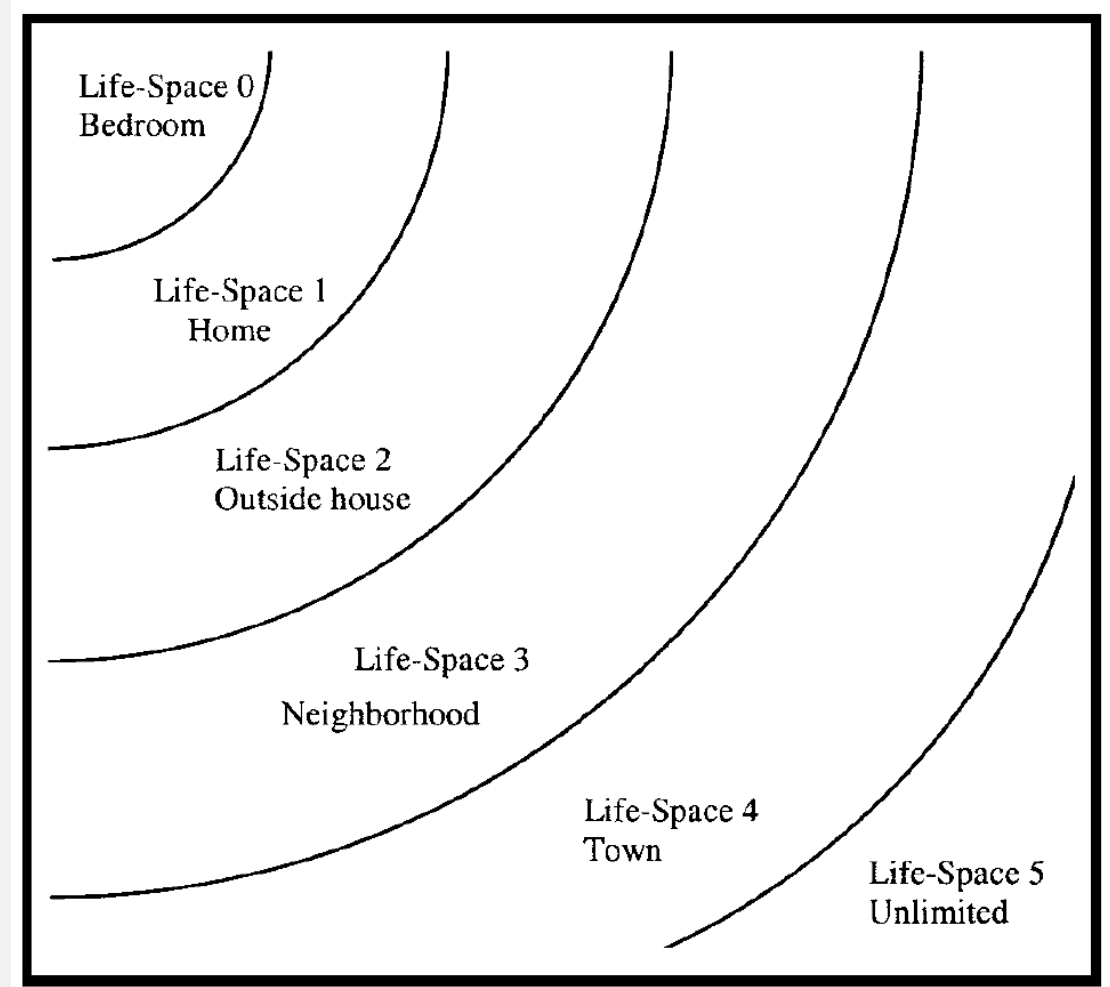 Life-Space 0
Bedroom
Life-Space 1
Home
Life-Space 2
Outside house
Life-Space 3
Neighborhood
Life-Space 4
Town
Life-Space 5
Unlimited